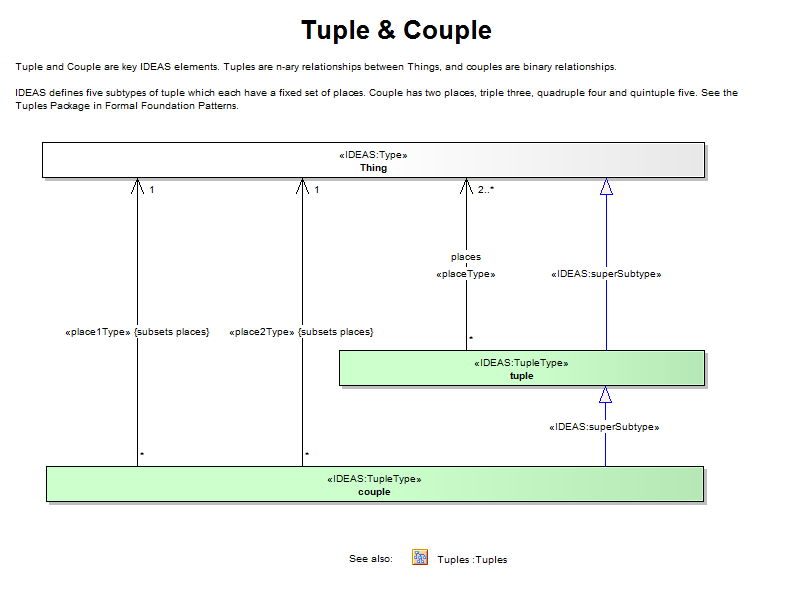 Tuple & Couple
Tuple and Couple are key IDEAS elements. Tuples are n-ary relationships between Things, and couples are binary relationships.
IDEAS defines five subtypes of tuple which each have a fixed set of places. Couple has two places, triple three, quadruple four and quintuple five. See the
Tuples Package in Formal Foundation Patterns.
«IDEAS:Type»
Thing
1
1
2..*
places
«placeType»
«IDEAS:superSubtype»
«place1Type» {subsets places}
«place2Type» {subsets places}
*
«IDEAS:TupleType»
tuple
«IDEAS:superSubtype»
*
*
«IDEAS:TupleType»
couple
See also:
Tuples :Tuples